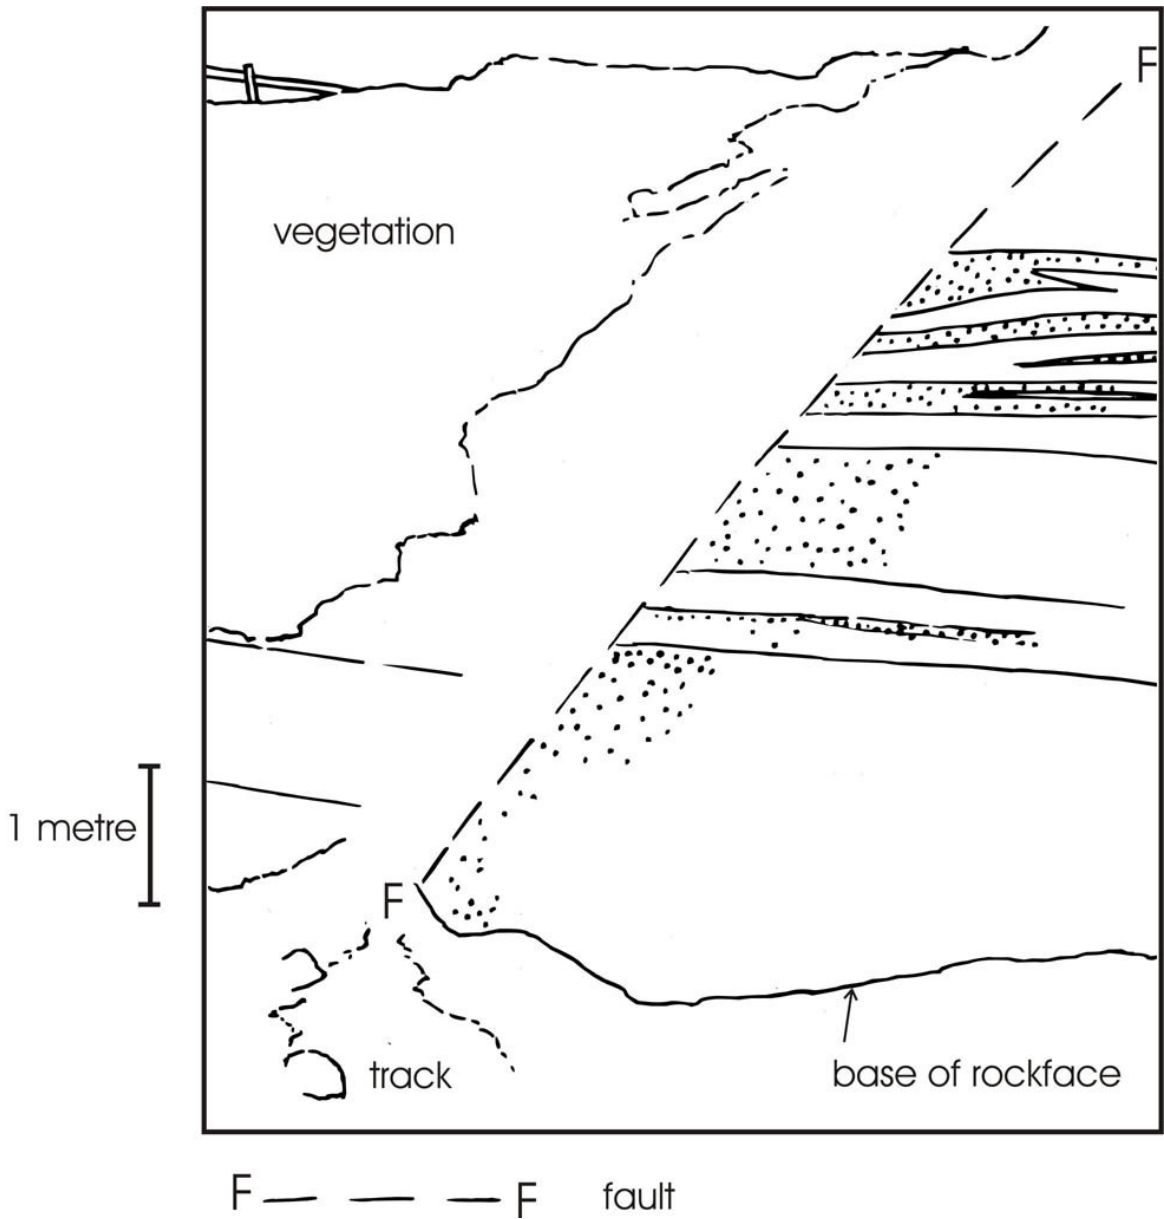 F
vegetation
1 metre
F
track
base of rockface
F F fault